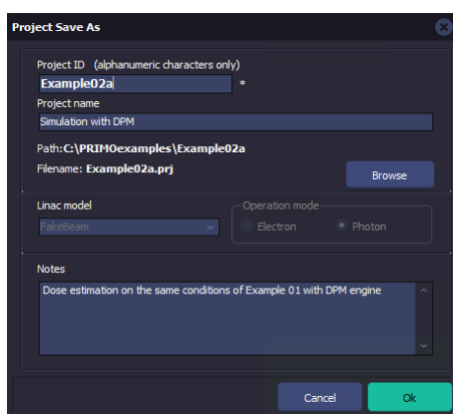 Project Save As
Project ID (alphanumeric characters only)
Example02a *
Project name
Simulation with DPM
Path:C:\PRIMOexamples\Example02a
Filename: Example02a.prj
Browse
Linac model
Operation mode
FakeBeam
Electron Photon
Notes
Dose estimation on the same conditions of Example 01 with DPM engine
Cancel Ok